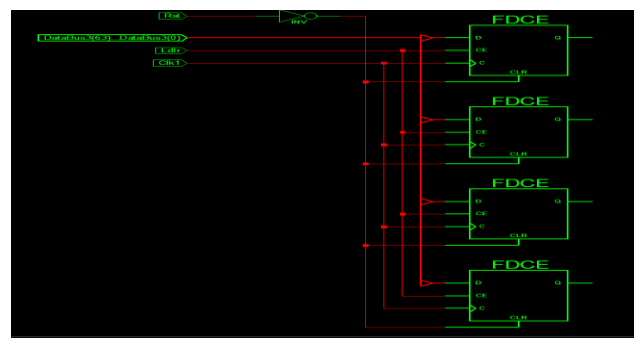 Rst
INV
DataBus3(63)...DataBus3(0)
Ldlr
Clk1
FDCE
D Q
CE
C
CLR
FDCE
D Q
CE
C
CLR
FDCE
D Q
CE
C
CLR
FDCE
D Q
CE
C
CLR